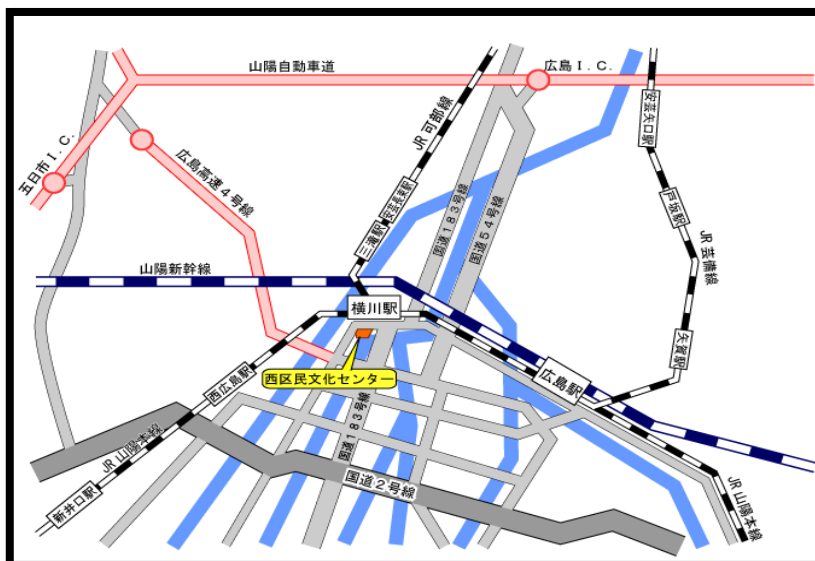 山陽自動車道
広島I.C.
五日市I.C.
広島高速4号線
JR可部線
安芸長束駅
三滝駅
国道183号線
国道54号線
安芸矢口駅
戸坂駅
JR芸備線
矢賀駅
山陽新幹線
横川駅
西区民文化センター
西広島駅
広島駅
国道183号線
JR山陽本線
国道2号線
新井口駅
JR山陽本線